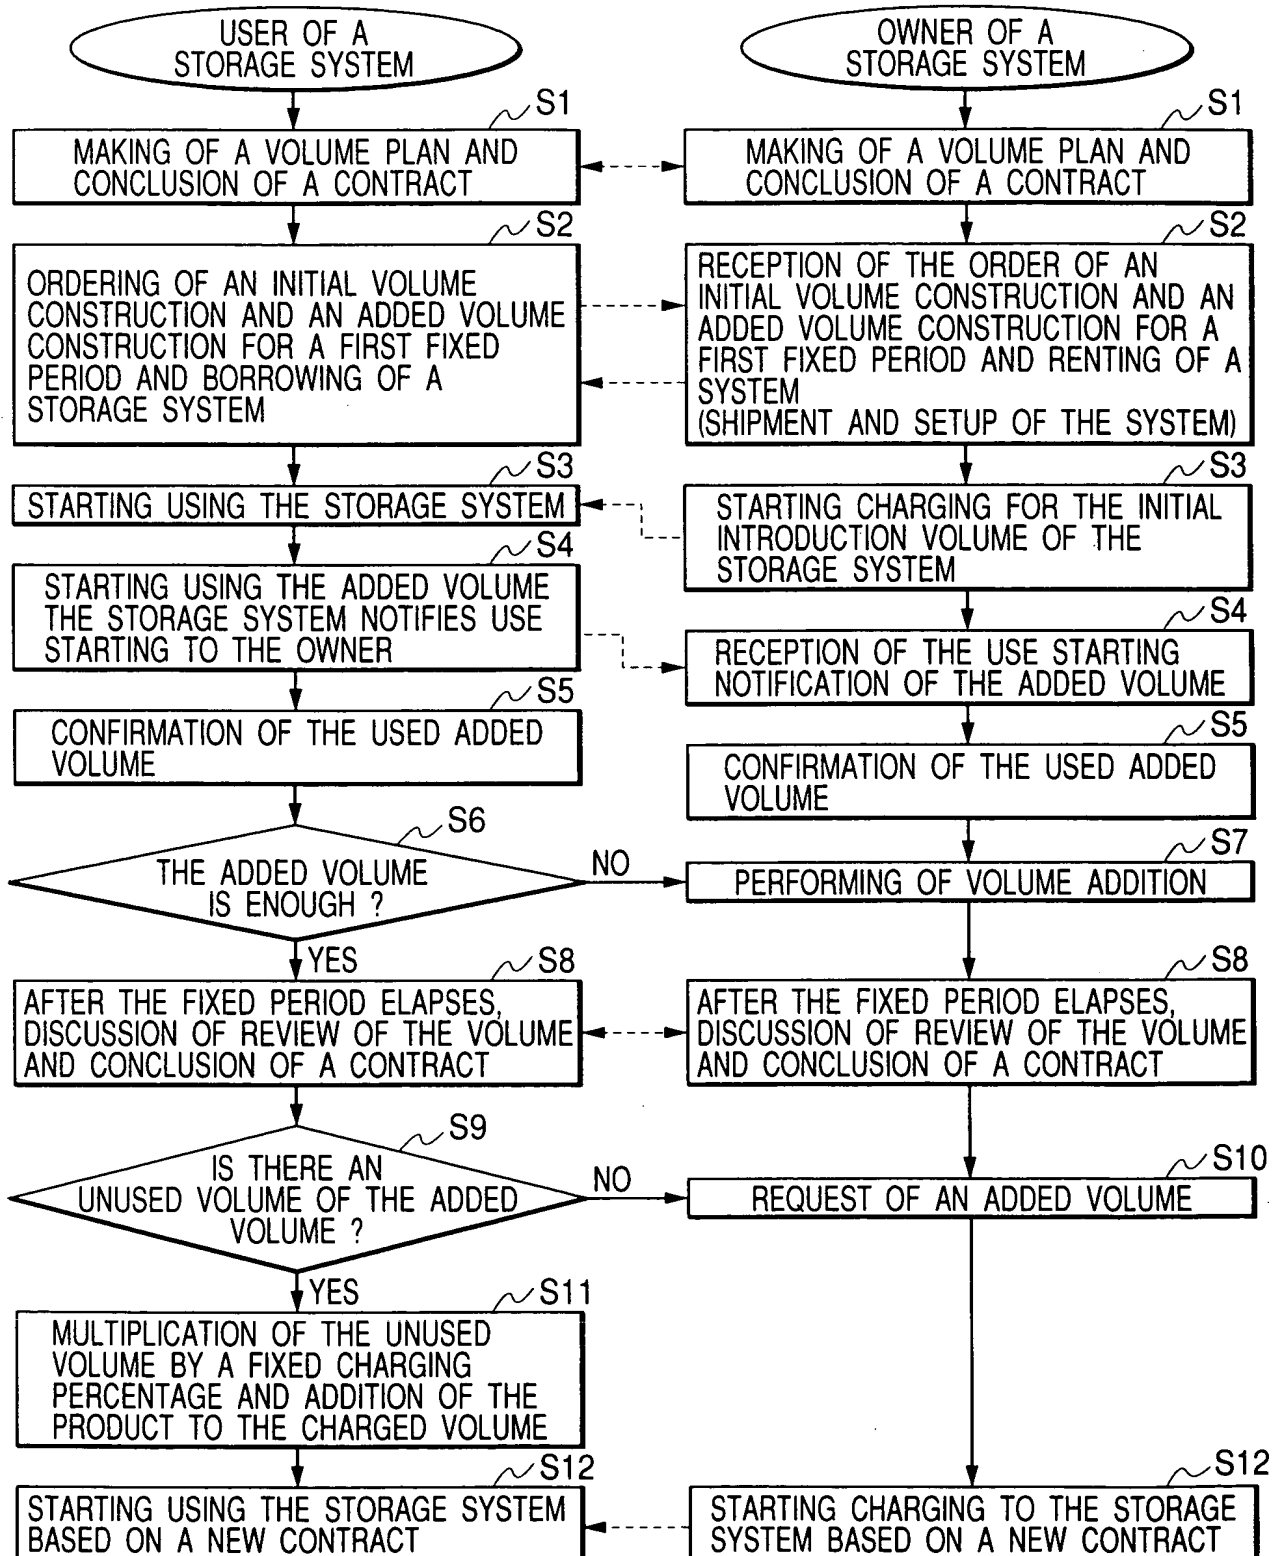 USER OF A
STORAGE SYSTEM
OWNER OF A
STORAGE SYSTEM
S1
MAKING OF A VOLUME PLAN AND
CONCLUSION OF A CONTRACT
S1
MAKING OF A VOLUME PLAN AND
CONCLUSION OF A CONTRACT
S2
ORDERING OF AN INITIAL VOLUME
CONSTRUCTION AND AN ADDED VOLUME
CONSTRUCTION FOR A FIRST FIXED
PERIOD AND BORROWING OF A
STORAGE SYSTEM
S2
RECEPTION OF THE ORDER OF AN
INITIAL VOLUME CONSTRUCTION AND AN
ADDED VOLUME CONSTRUCTION FOR A
FIRST FIXED PERIOD AND RENTING OF A
SYSTEM
(SHIPMENT AND SETUP OF THE SYSTEM)
S3
STARTING USING THE STORAGE SYSTEM
S3
STARTING CHARGING FOR THE INITIAL
INTRODUCTION VOLUME OF THE
STORAGE SYSTEM
S4
STARTING USING THE ADDED VOLUME
THE STORAGE SYSTEM NOTIFIES USE
STARTING TO THE OWNER
S4
RECEPTION OF THE USE STARTING
NOTIFICATION OF THE ADDED VOLUME
S5
CONFIRMATION OF THE USED ADDED
VOLUME
S5
CONFIRMATION OF THE USED ADDED
VOLUME
S6
THE ADDED VOLUME
IS ENOUGH ?
NO
YES
S7
PERFORMING OF VOLUME ADDITION
S8
AFTER THE FIXED PERIOD ELAPSES,
DISCUSSION OF REVIEW OF THE VOLUME
AND CONCLUSION OF A CONTRACT
S8
AFTER THE FIXED PERIOD ELAPSES,
DISCUSSION OF REVIEW OF THE VOLUME
AND CONCLUSION OF A CONTRACT
S9
IS THERE AN
UNUSED VOLUME OF THE ADDED
VOLUME ?
NO
YES
S10
REQUEST OF AN ADDED VOLUME
S11
MULTIPLICATION OF THE UNUSED
VOLUME BY A FIXED CHARGING
PERCENTAGE AND ADDITION OF THE
PRODUCT TO THE CHARGED VOLUME
S12
STARTING USING THE STORAGE SYSTEM
BASED ON A NEW CONTRACT
S12
STARTING CHARGING TO THE STORAGE
SYSTEM BASED ON A NEW CONTRACT